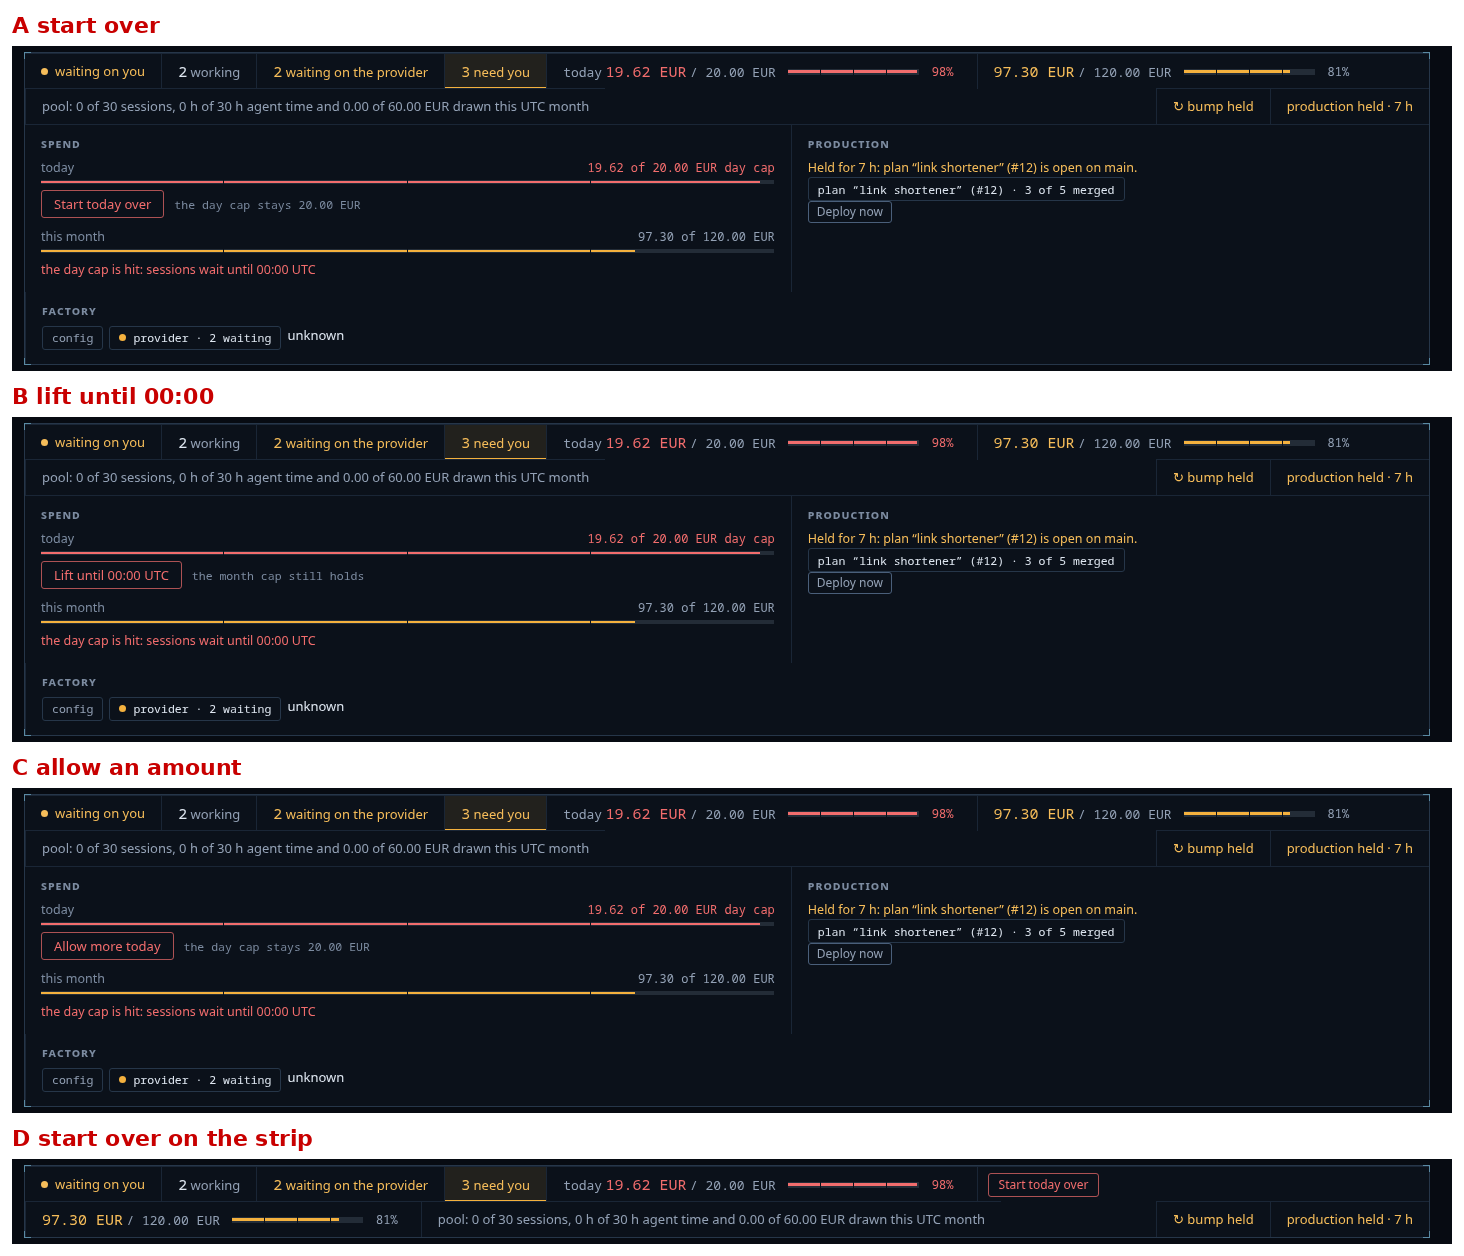 A start over
waiting on you 2 working 2 waiting on the provider 3 need you today 19.62 EUR / 20.00 EUR 98% 97.30 EUR / 120.00 EUR 81%
pool: 0 of 30 sessions, 0 h of 30 h agent time and 0.00 of 60.00 EUR drawn this UTC month ↻ bump held production held · 7 h
SPEND PRODUCTION
today 19.62 of 20.00 EUR day cap Held for 7 h: plan “link shortener” (#12) is open on main.
plan “link shortener” (#12) · 3 of 5 merged
Start today over the day cap stays 20.00 EUR Deploy now
this month 97.30 of 120.00 EUR
the day cap is hit: sessions wait until 00:00 UTC
FACTORY
config provider · 2 waiting unknown
B lift until 00:00
waiting on you 2 working 2 waiting on the provider 3 need you today 19.62 EUR / 20.00 EUR 98% 97.30 EUR / 120.00 EUR 81%
pool: 0 of 30 sessions, 0 h of 30 h agent time and 0.00 of 60.00 EUR drawn this UTC month ↻ bump held production held · 7 h
SPEND PRODUCTION
today 19.62 of 20.00 EUR day cap Held for 7 h: plan “link shortener” (#12) is open on main.
plan “link shortener” (#12) · 3 of 5 merged
Lift until 00:00 UTC the month cap still holds Deploy now
this month 97.30 of 120.00 EUR
the day cap is hit: sessions wait until 00:00 UTC
FACTORY
config provider · 2 waiting unknown
C allow an amount
waiting on you 2 working 2 waiting on the provider 3 need you today 19.62 EUR / 20.00 EUR 98% 97.30 EUR / 120.00 EUR 81%
pool: 0 of 30 sessions, 0 h of 30 h agent time and 0.00 of 60.00 EUR drawn this UTC month ↻ bump held production held · 7 h
SPEND PRODUCTION
today 19.62 of 20.00 EUR day cap Held for 7 h: plan “link shortener” (#12) is open on main.
plan “link shortener” (#12) · 3 of 5 merged
Allow more today the day cap stays 20.00 EUR Deploy now
this month 97.30 of 120.00 EUR
the day cap is hit: sessions wait until 00:00 UTC
FACTORY
config provider · 2 waiting unknown
D start over on the strip
waiting on you 2 working 2 waiting on the provider 3 need you today 19.62 EUR / 20.00 EUR 98% Start today over
97.30 EUR / 120.00 EUR 81% pool: 0 of 30 sessions, 0 h of 30 h agent time and 0.00 of 60.00 EUR drawn this UTC month ↻ bump held production held · 7 h